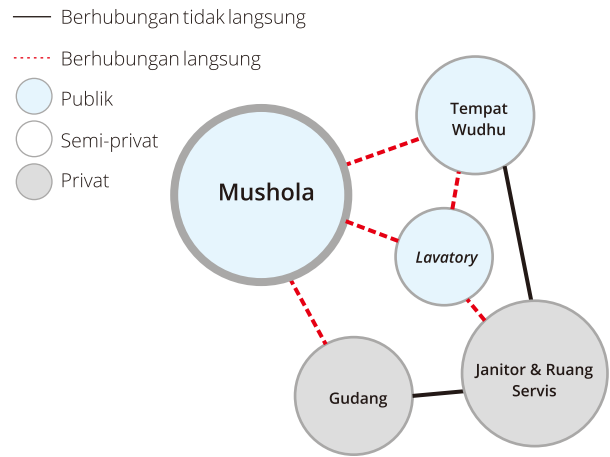 Berhubungan tidak langsung
Berhubungan langsung
Publik
Semi-privat
Privat
Tempat
Wudhu
Mushola
Lavatory
Janitor & Ruang
Servis
Gudang